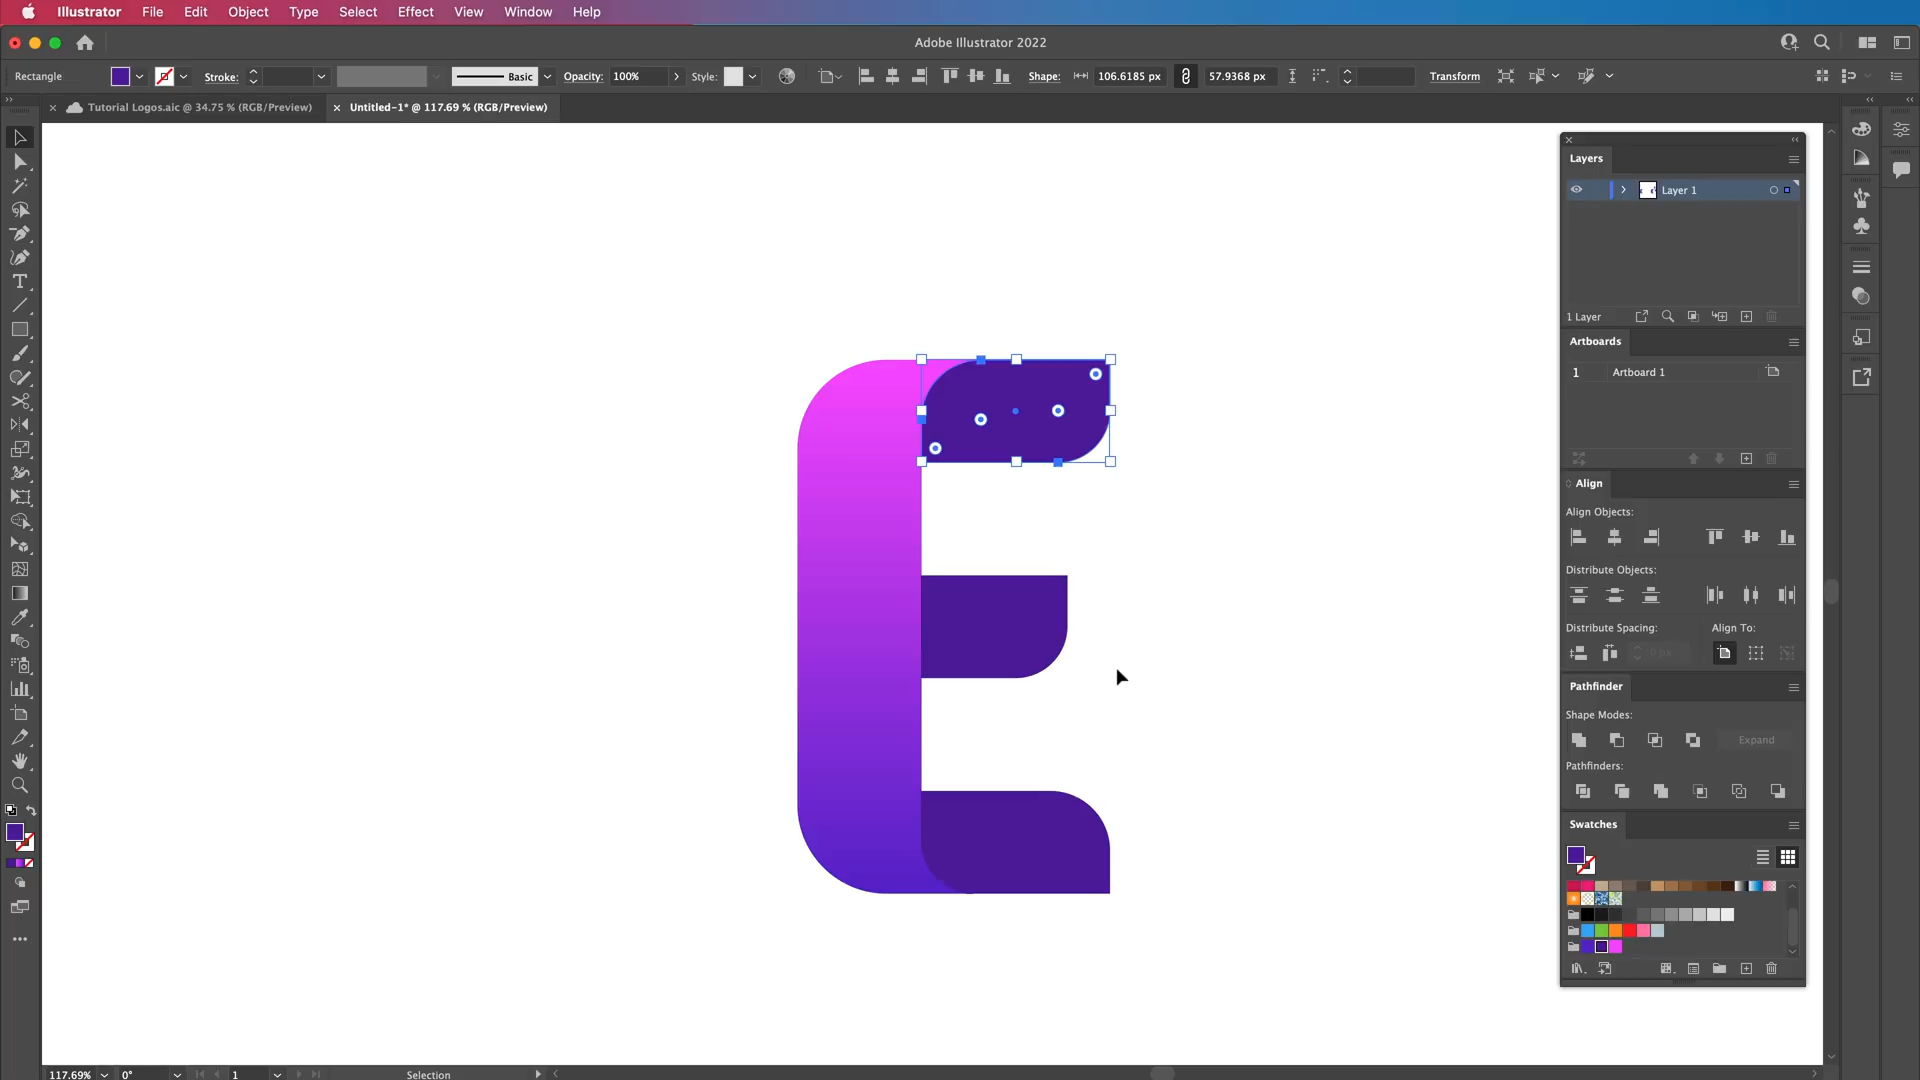 Illustrator File Edit Object Type Select Effect View Window Help
Adobe Illustrator 2022
Rectangle Stroke: Basic Opacity: 100% Style: Shape: 106.6185 px 57.9368 px Transform
Tutorial Logos.aic @ 34.75 % (RGB/Preview) Untitled-1* @ 117.69 % (RGB/Preview)
Layers
Layer 1
1 Layer
Artboards
1 Artboard 1
Align
Align Objects:
Distribute Objects:
Distribute Spacing: Align To:
0 px
Pathfinder
Shape Modes:
Expand
Pathfinders:
Swatches
117.69% 0° 1 Selection